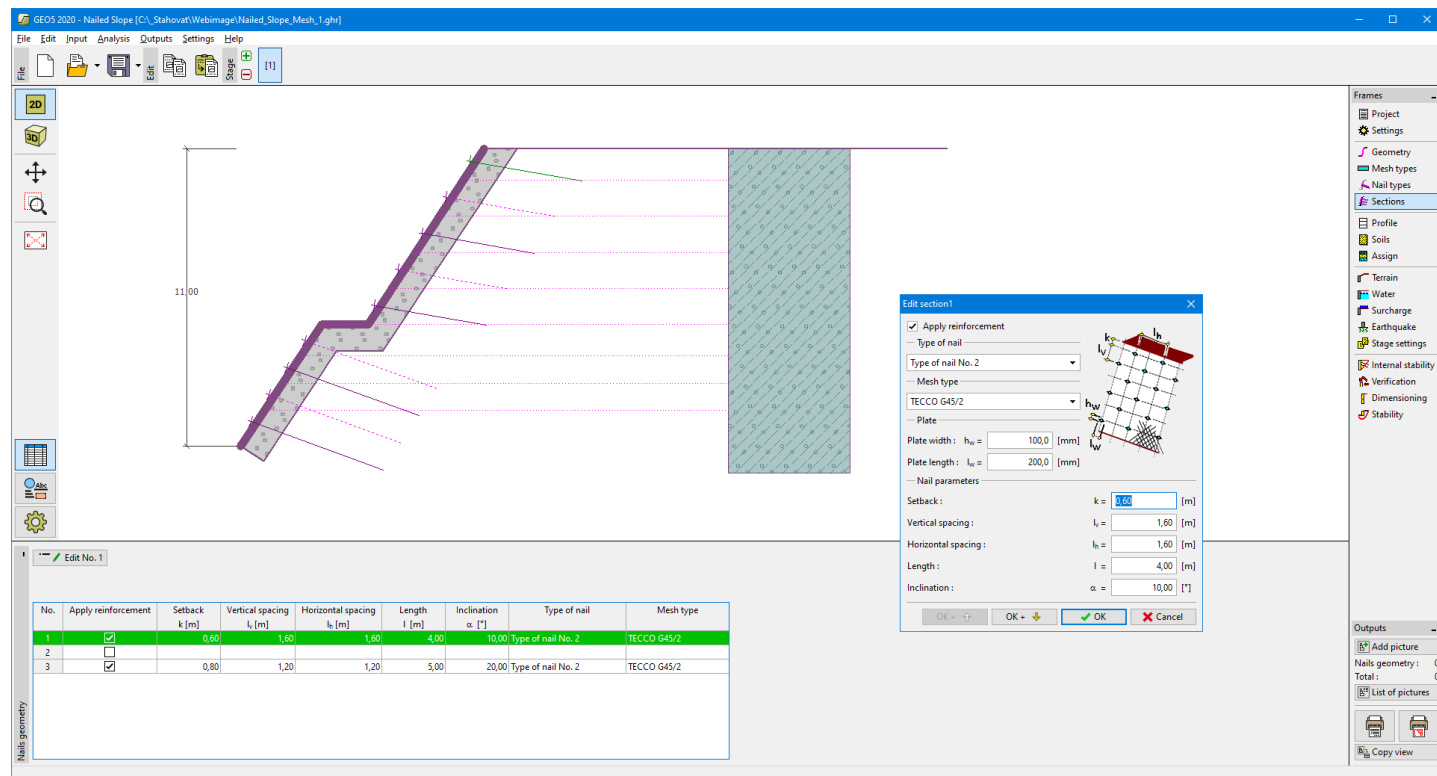 GEO5 2020 - Nailed Slope [C:\_Stahovat\Webimage\Nailed_Slope_Mesh_1.ghr]
File Edit Input Analysis Outputs Settings Help
File
Edit
Stage
[1]
2D
3D
11,00
Frames
Project
Settings
Geometry
Mesh types
Nail types
Sections
Profile
Soils
Assign
Terrain
Water
Surcharge
Earthquake
Stage settings
Internal stability
Verification
Dimensioning
Stability
Edit section1
Apply reinforcement
Type of nail
Type of nail No. 2
Mesh type
TECCO G45/2
Plate
Plate width : hw = 100,0 [mm]
Plate length : lw = 200,0 [mm]
Nail parameters
Setback : k = 0,60 [m]
Vertical spacing : lv = 1,60 [m]
Horizontal spacing : lh = 1,60 [m]
Length : l = 4,00 [m]
Inclination : α = 10,00 [°]
OK + OK + OK Cancel
k lh
lv
hw
lw
Abc
Edit No. 1
No. Apply reinforcement Setback Vertical spacing Horizontal spacing Length Inclination Type of nail Mesh type
k [m] lv [m] lh [m] l [m] α [°]
1 0,60 1,60 1,60 4,00 10,00 Type of nail No. 2 TECCO G45/2
2
3 0,80 1,20 1,20 5,00 20,00 Type of nail No. 2 TECCO G45/2
Nails geometry
Outputs
Add picture
Nails geometry : 0
Total : 0
List of pictures
Copy view